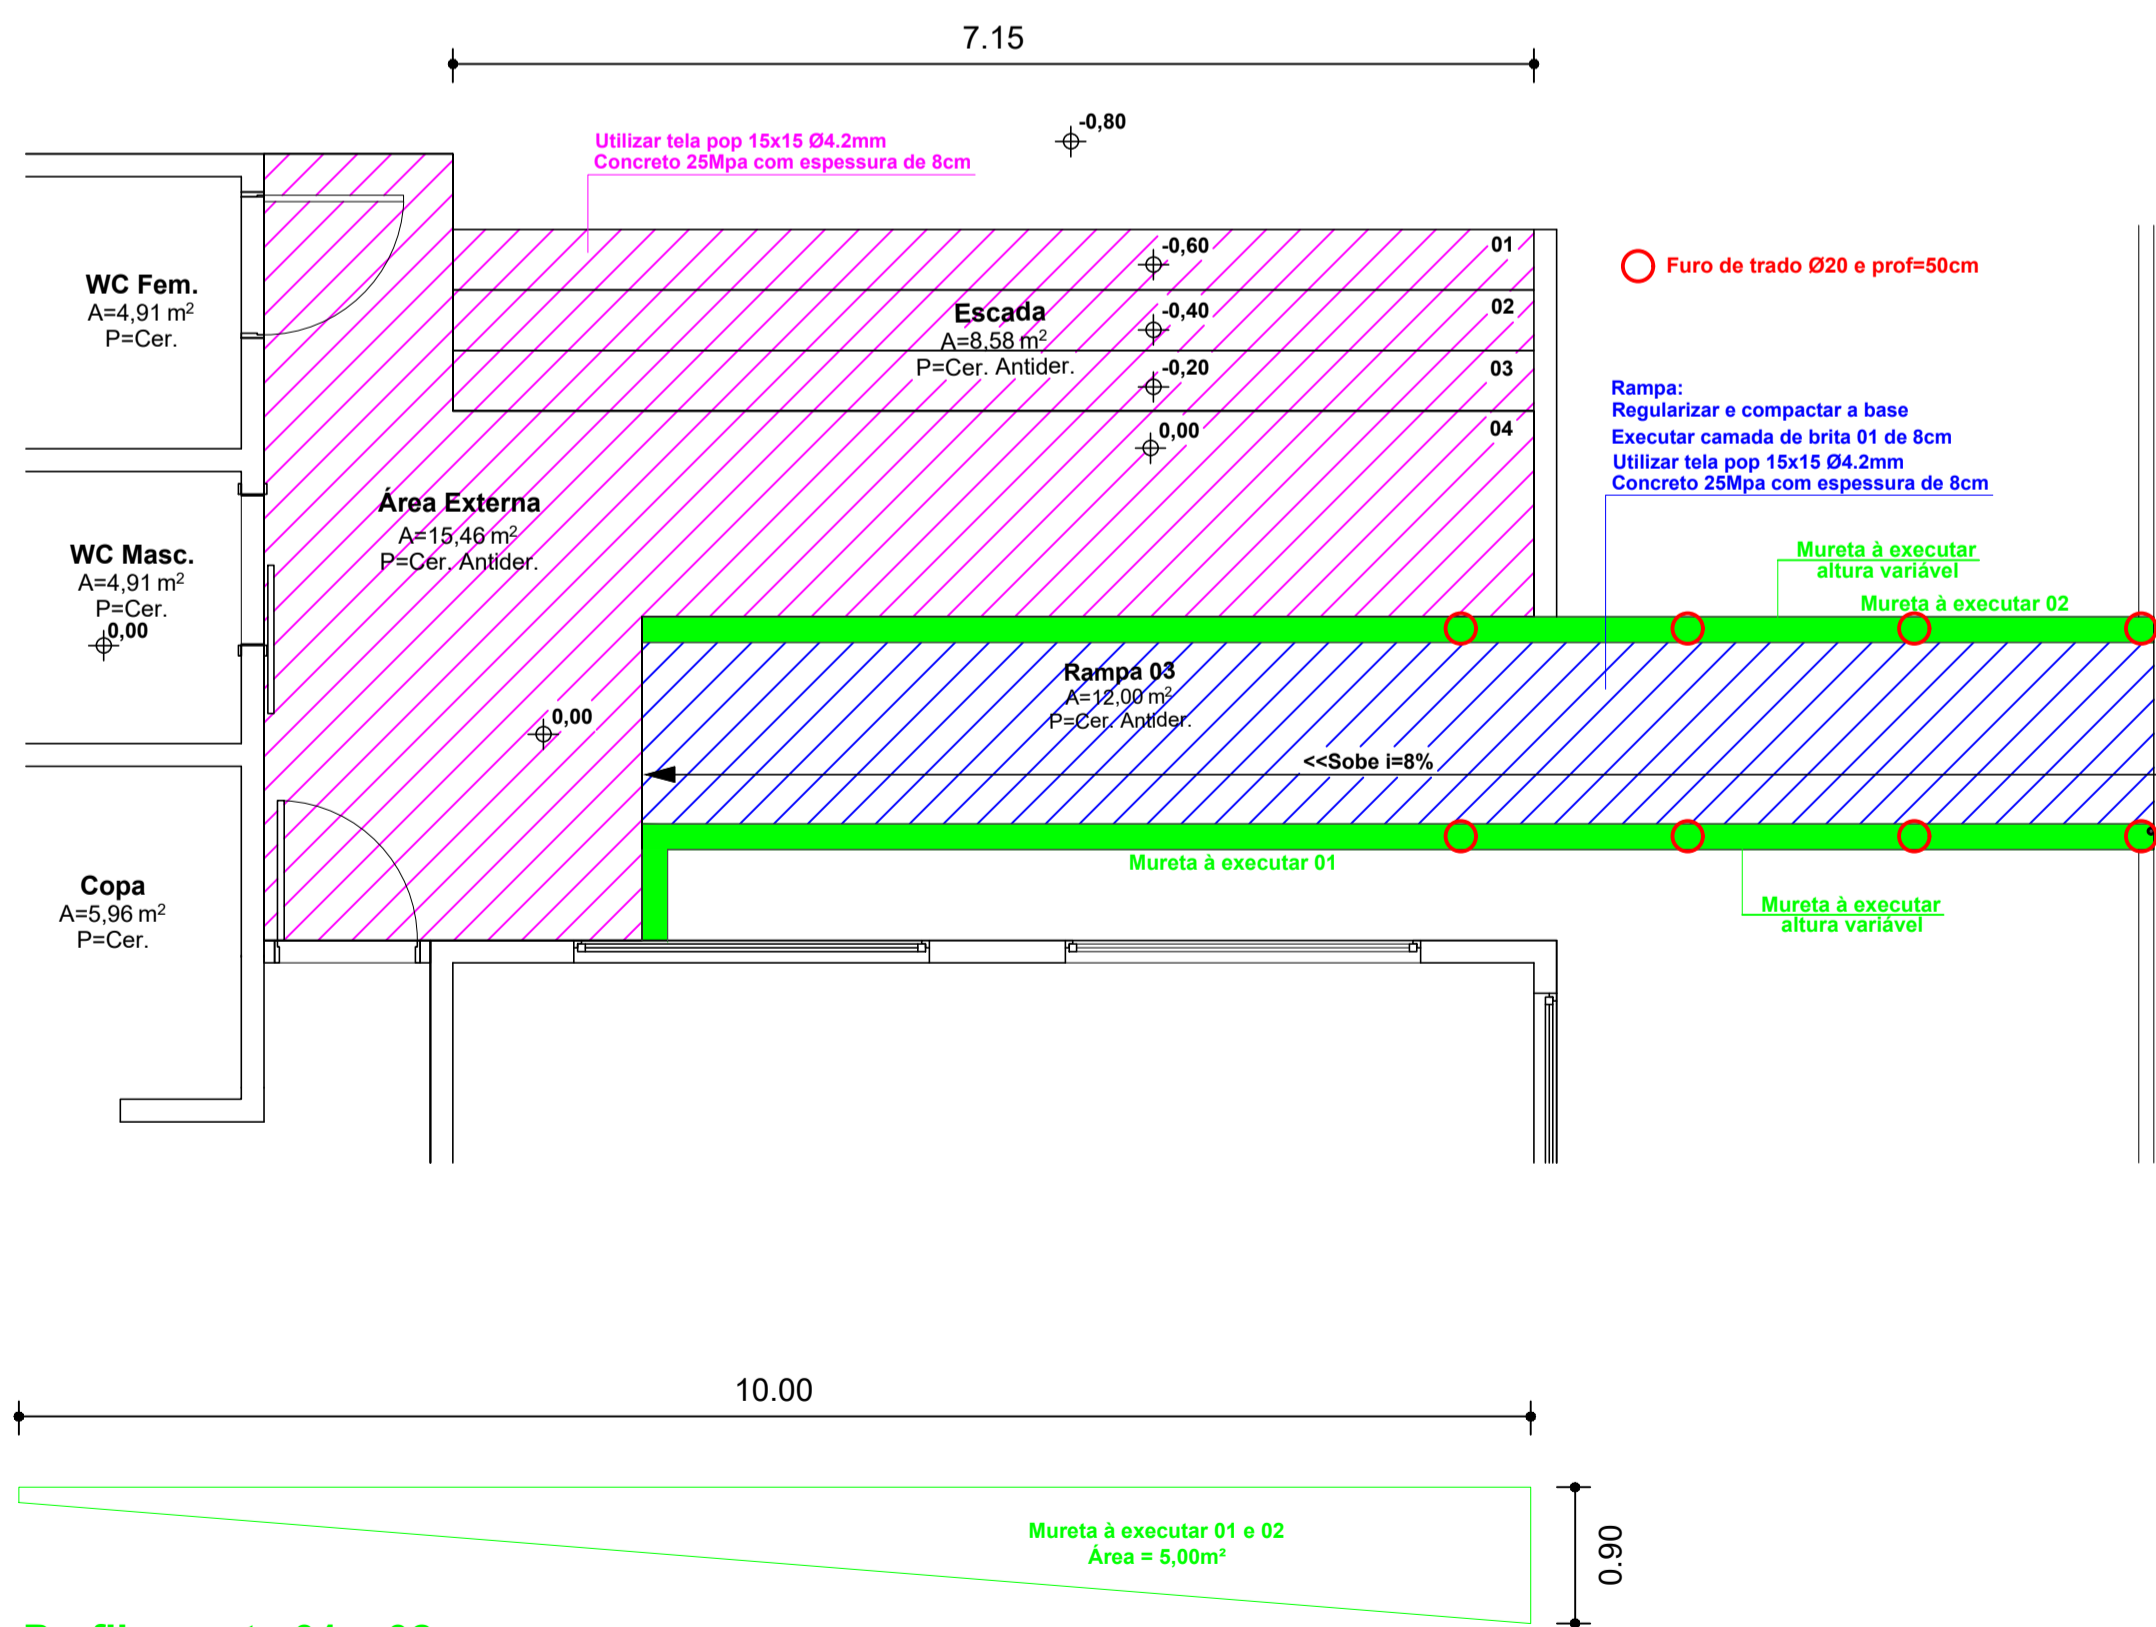 7.15
-0,80
Utilizar tela pop 15x15 Ø4.2mm
Concreto 25Mpa com espessura de 8cm
-0,60
01
Furo de trado Ø20 e prof=50cm
WC Fem.
A=4,91 m²
P=Cer.
Escada
A=8,58 m²
P=Cer. Antider.
-0,40
02
-0,20
03
0,00
04
Rampa:
Regularizar e compactar a base
Executar camada de brita 01 de 8cm
Utilizar tela pop 15x15 Ø4.2mm
Concreto 25Mpa com espessura de 8cm
Área Externa
A=15,46 m²
P=Cer. Antider.
WC Masc.
A=4,91 m²
P=Cer.
0,00
Mureta à executar
altura variável
Mureta à executar 02
Rampa 03
A=12,00 m²
P=Cer. Antider.
0,00
<<Sobe i=8%
Mureta à executar 01
Copa
A=5,96 m²
P=Cer.
Mureta à executar
altura variável
10.00
Mureta à executar 01 e 02
Área = 5,00m²
0.90